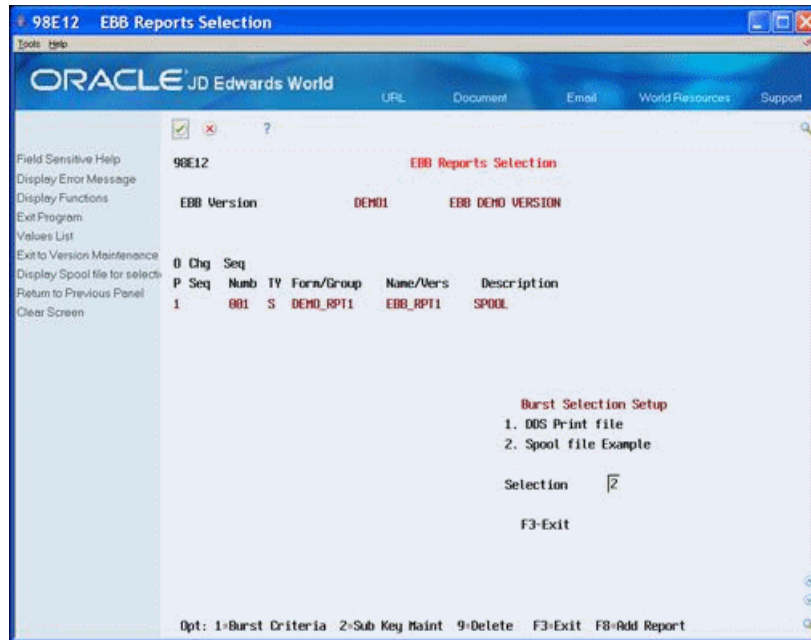 98E12 EBB Reports Selection
Tools Help
ORACLE JD Edwards World
URL Document Email World Resources Support
?
Field Sensitive Help
Display Error Message
Display Functions
Exit Program
Values List
Exit to Version Maintenance
Display Spool file for selecti
Return to Previous Panel
Clear Screen
98E12 EBB Reports Selection
EBB Version DEMO1 EBB DEMO VERSION
O Chg Seq
P Seq Numb TY Form/Group Name/Vers Description
1 001 S DEMO_RPT1 EBB_RPT1 SPOOL
Burst Selection Setup
1. DDS Print file
2. Spool file Example
Selection 2
F3-Exit
Opt: 1=Burst Criteria 2=Sub Key Maint 9=Delete F3=Exit F8=Add Report